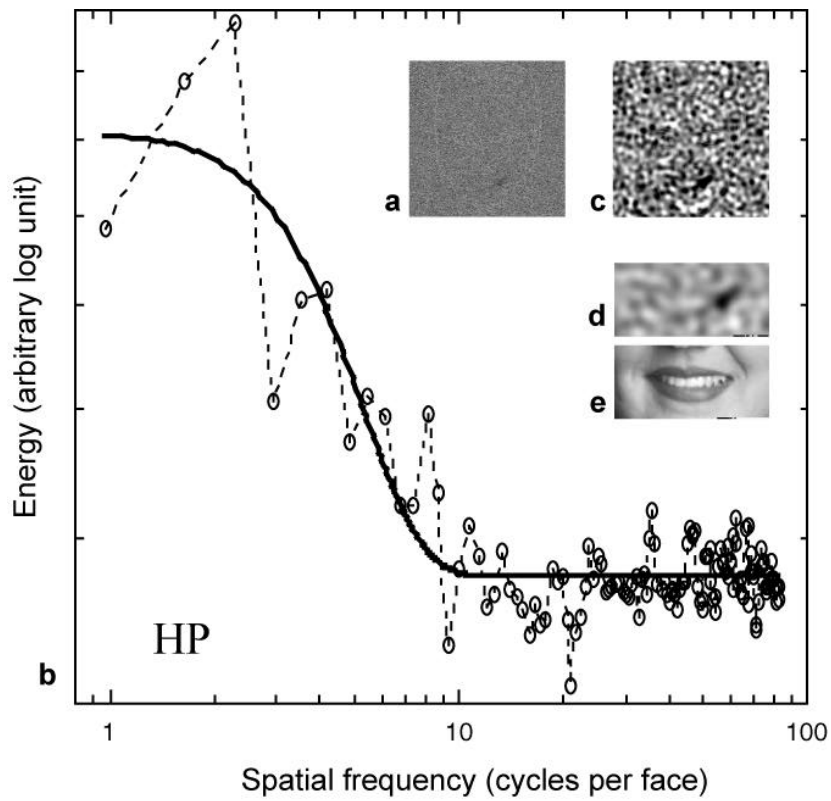 a
c
d
e
Energy (arbitrary log unit)
HP
b
1
10
100
Spatial frequency (cycles per face)